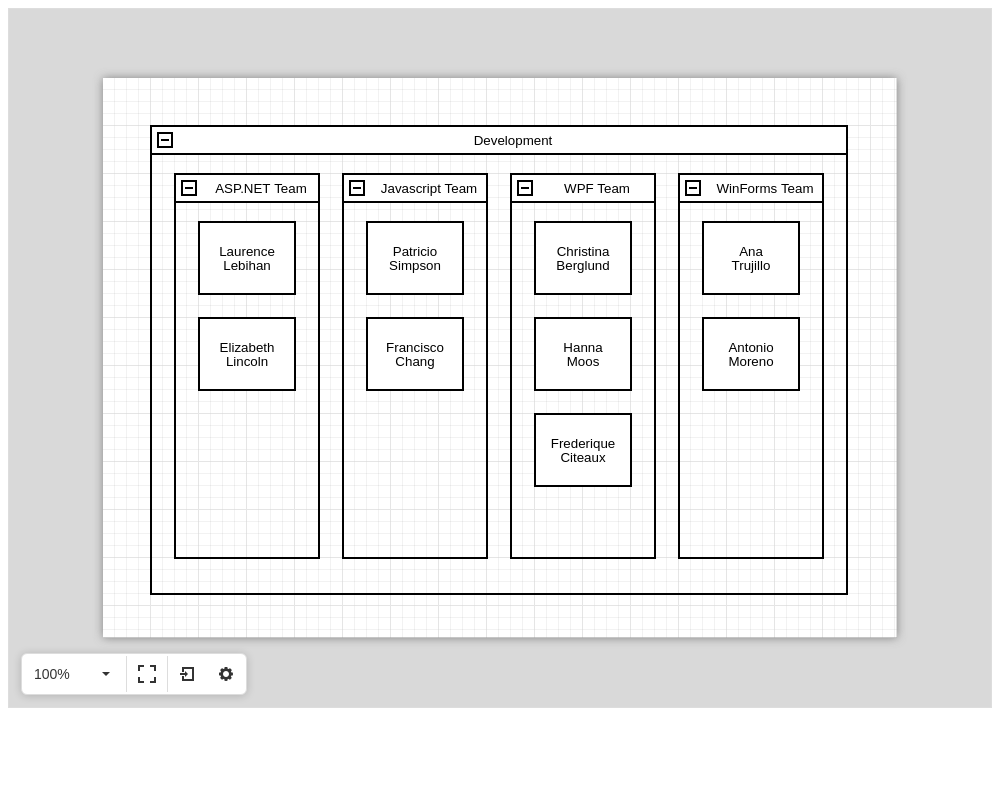 Development
ASP.NET Team
Laurence
Lebihan
Elizabeth
Lincoln
Javascript Team
Patricio
Simpson
Francisco
Chang
WPF Team
Christina
Berglund
Hanna
Moos
Frederique
Citeaux
WinForms Team
Ana
Trujillo
Antonio
Moreno
100%